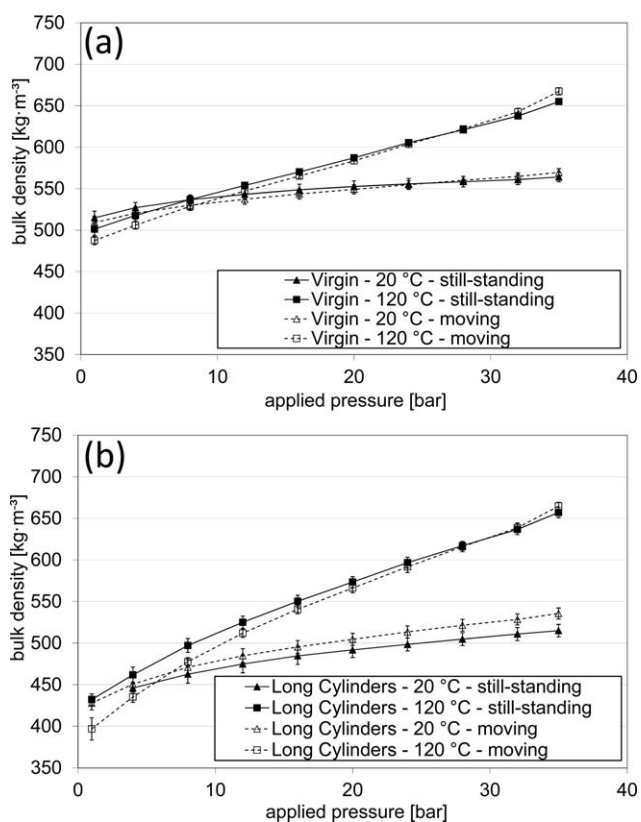 (a)
750
700
650
600
550
500
450
400
350
bulk density [kg·m⁻³]
Virgin - 20 °C - still-standing
Virgin - 120 °C - still-standing
Virgin - 20 °C - moving
Virgin - 120 °C - moving
0 10 20 30 40
applied pressure [bar]
(b)
750
700
650
600
550
500
450
400
350
bulk density [kg·m⁻³]
Long Cylinders - 20 °C - still-standing
Long Cylinders - 120 °C - still-standing
Long Cylinders - 20 °C - moving
Long Cylinders - 120 °C - moving
0 10 20 30 40
applied pressure [bar]